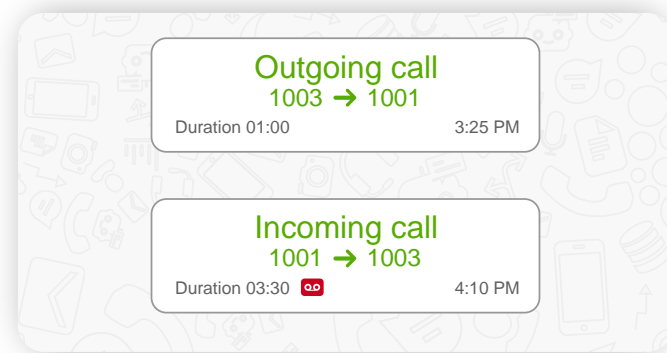 Outgoing call
1003 → 1001
Duration 01:00 3:25 PM
Incoming call
1001 → 1003
Duration 03:30 4:10 PM